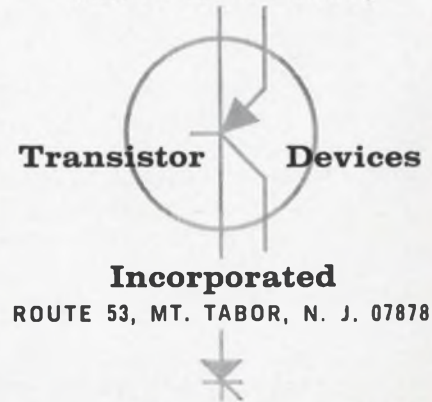 Transistor Devices
Incorporated
ROUTE 53, MT. TABOR, N. J. 07878